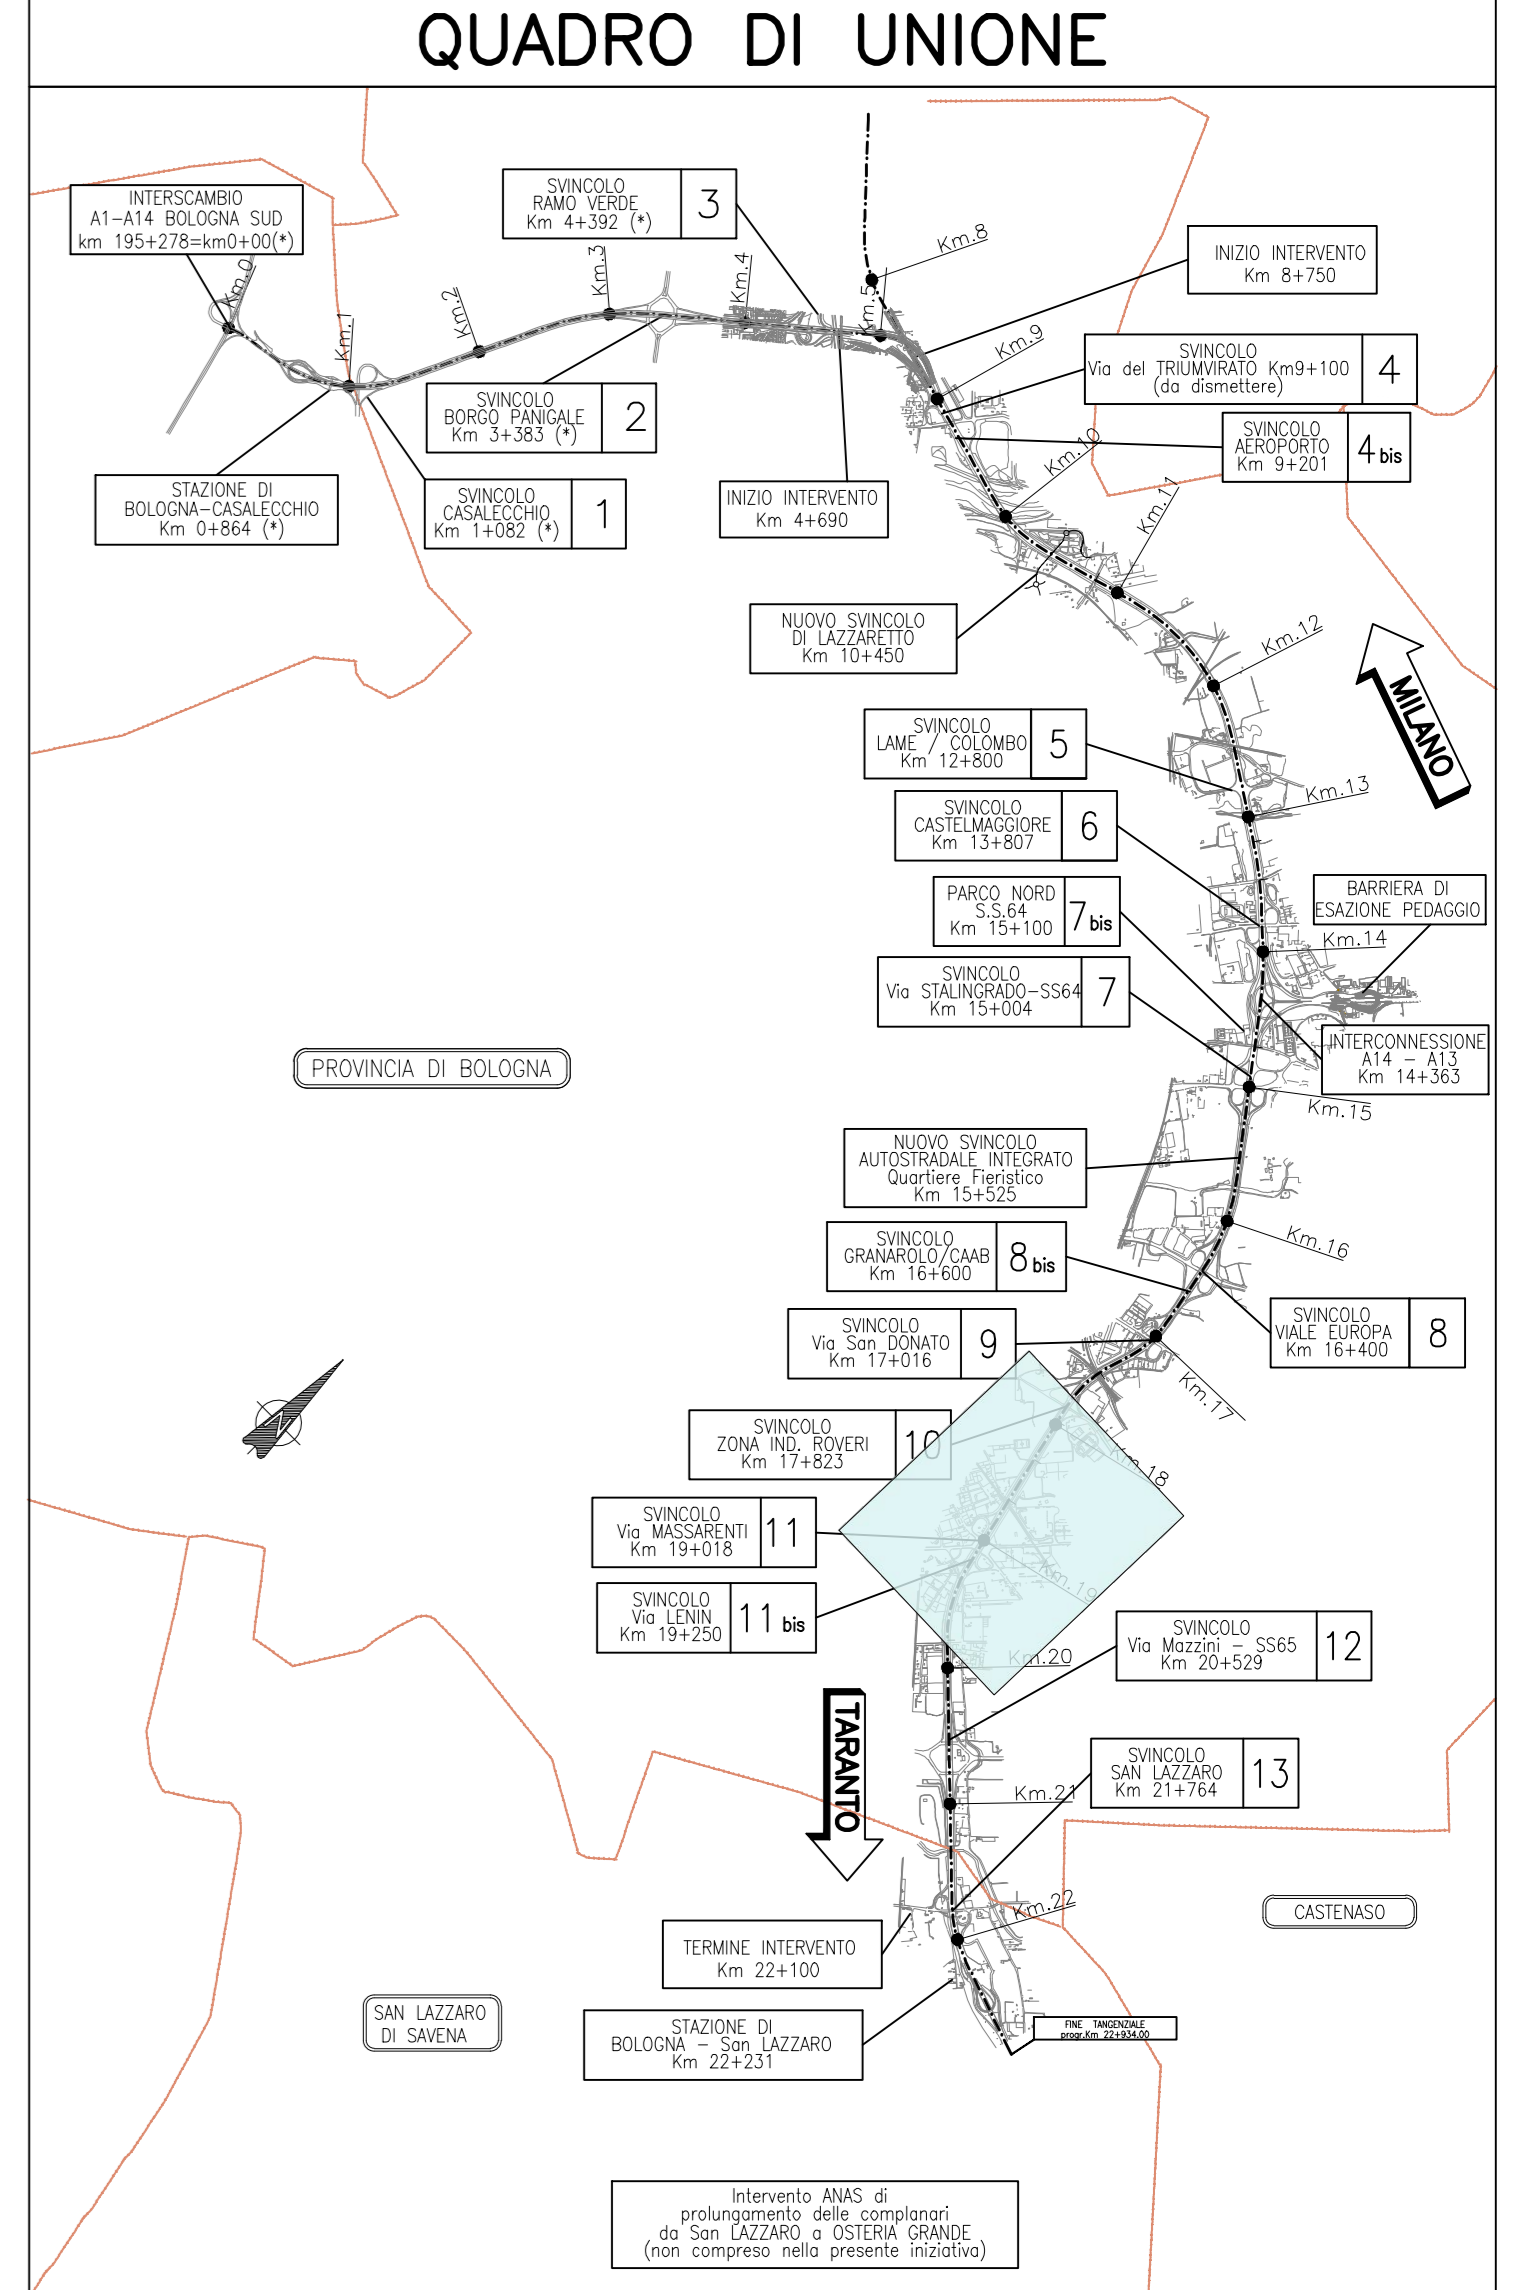 QUADRO DI UNIONE
INTERSCAMBIO
A1-A14 BOLOGNA SUD
km 195+278=km0+00(*)
SVINCOLO
RAMO VERDE
Km 4+392 (*)
3
Km.8
INIZIO INTERVENTO
Km 8+750
Km.0
Km.1
Km.2
Km.3
Km.4
Km.5
Km.9
SVINCOLO
Via del TRIUMVIRATO Km9+100
(da dismettere)
4
SVINCOLO
BORGO PANIGALE
Km 3+383 (*)
2
SVINCOLO
AEROPORTO
Km 9+201
4 bis
Km.10
STAZIONE DI
BOLOGNA-CASALECCHIO
Km 0+864 (*)
SVINCOLO
CASALECCHIO
Km 1+082 (*)
1
INIZIO INTERVENTO
Km 4+690
Km.11
NUOVO SVINCOLO
DI LAZZARETTO
Km 10+450
Km.12
MILANO
SVINCOLO
LAME / COLOMBO
Km 12+800
5
Km.13
SVINCOLO
CASTELMAGGIORE
Km 13+807
6
PARCO NORD
S.S.64
Km 15+100
7 bis
BARRIERA DI
ESAZIONE PEDAGGIO
Km.14
SVINCOLO
Via STALINGRADO-SS64
Km 15+004
7
INTERCONNESSIONE
A14 - A13
Km 14+363
PROVINCIA DI BOLOGNA
Km.15
NUOVO SVINCOLO
AUTOSTRADALE INTEGRATO
Quartiere Fieristico
Km 15+525
SVINCOLO
GRANAROLO/CAAB
Km 16+600
8 bis
Km.16
SVINCOLO
VIALE EUROPA
Km 16+400
8
SVINCOLO
Via San DONATO
Km 17+016
9
Km.17
SVINCOLO
ZONA IND. ROVERI
Km 17+823
10
Km.18
SVINCOLO
Via MASSARENTI
Km 19+018
11
Km.19
SVINCOLO
Via LENIN
Km 19+250
11 bis
SVINCOLO
Via Mazzini - SS65
Km 20+529
12
Km.20
TARANTO
SVINCOLO
SAN LAZZARO
Km 21+764
13
Km.21
Km.22
CASTENASO
TERMINE INTERVENTO
Km 22+100
SAN LAZZARO
DI SAVENA
STAZIONE DI
BOLOGNA - San LAZZARO
Km 22+231
FINE TANGENZIALE
progr.Km 22+934.00
Intervento ANAS di
prolungamento delle complanari
da San LAZZARO a OSTERIA GRANDE
(non compreso nella presente iniziativa)